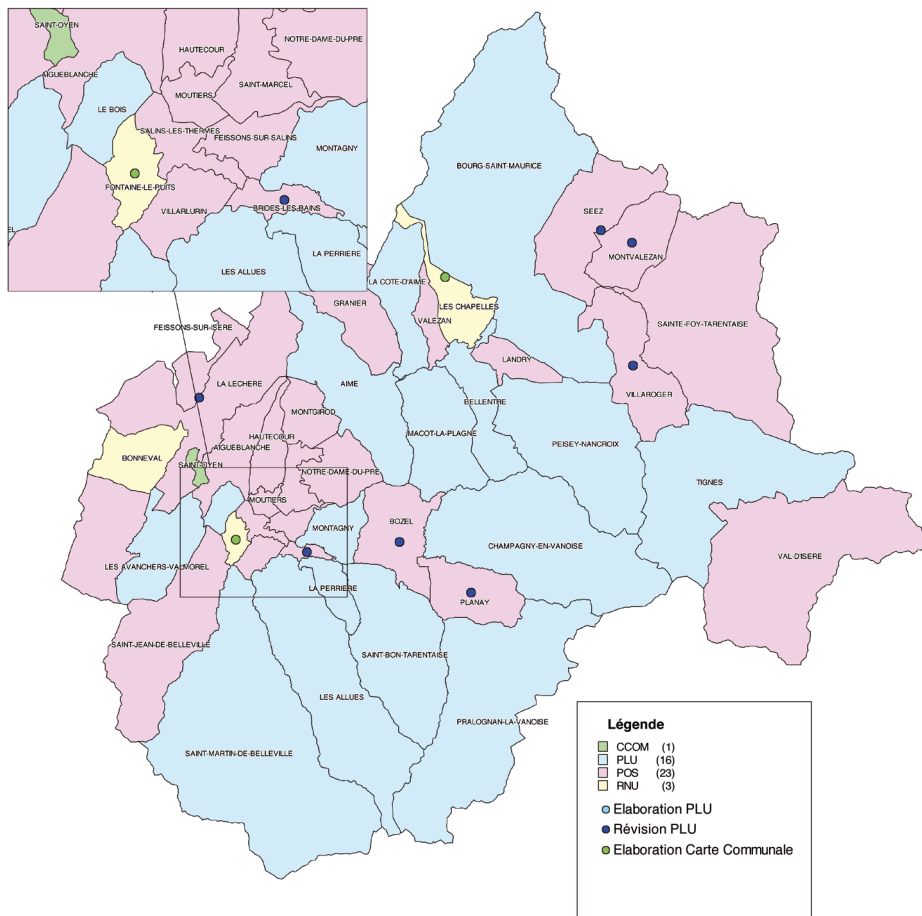 SAINT-OYEN
NOTRE-DAME-DU-PRE
HAUTECOUR
AIGUEBLANCHE
SAINT-MARCEL
MOUTIERS
LE BOIS
SALINS-LES-THERMES
FEISSONS-SUR-SALINS
MONTAGNY
FONTAINE-LE-PUITS
VILLARLURIN
BRIDES-LES-BAINS
EL
LES ALLUES
LA PERRIERE
BOURG-SAINT-MAURICE
SEEZ
MONTVALEZAN
LA COTE-D'AIME
GRANIER
LES CHAPELLES
VALEZAN
SAINTE-FOY-TARENTAISE
FEISSONS-SUR-ISERE
LANDRY
LA LECHERE
AIME
VILLAROGER
BELLENTRE
MONTGIROD
MACOT-LA-PLAGNE
HAUTECOUR
AIGUEBLANCHE
PEISEY-NANCROIX
BONNEVAL
SAINT-OYEN
NOTRE-DAME-DU-PRE
TIGNES
MOUTIERS
MONTAGNY
BOZEL
CHAMPAGNY-EN-VANOISE
VAL-D'ISERE
LES AVANCHERS-VALMOREL
LA PERRIERE
PLANAY
SAINT-JEAN-DE-BELLEVILLE
SAINT-BON-TARENTAISE
LES ALLUES
PRALOGNAN-LA-VANOISE
SAINT-MARTIN-DE-BELLEVILLE
Légende
CCOM (1)
PLU (16)
POS (23)
RNU (3)
Elaboration PLU
Révision PLU
Elaboration Carte Communale